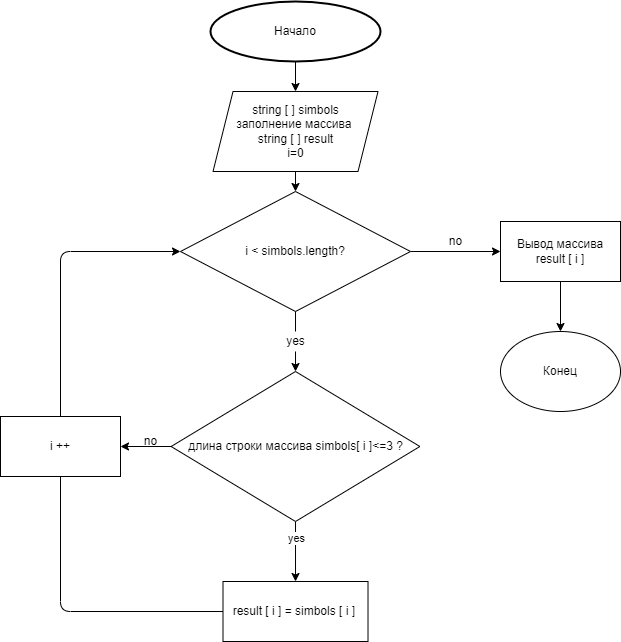 Начало
string [ ] simbols
заполнение массива
string [ ] result
i=0
i < simbols.length?
no
Вывод массива
result [ i ]
yes
Конец
длина строки массива simbols[ i ]<=3 ?
no
i ++
yes
result [ i ] = simbols [ i ]